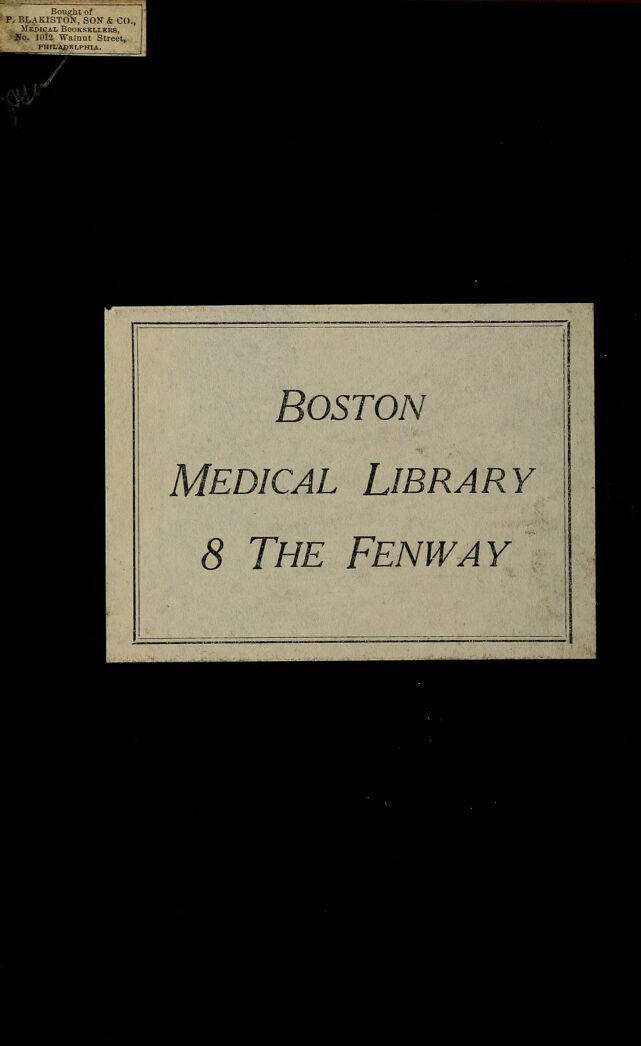 Bought of
P. BLAKISTON, SON & CO.,
MEDICAL BOOKSELLERS,
No. 1012 Walnut Street,
PHILADELPHIA.
BOSTON
MEDICAL LIBRARY
8 THE FENWAY